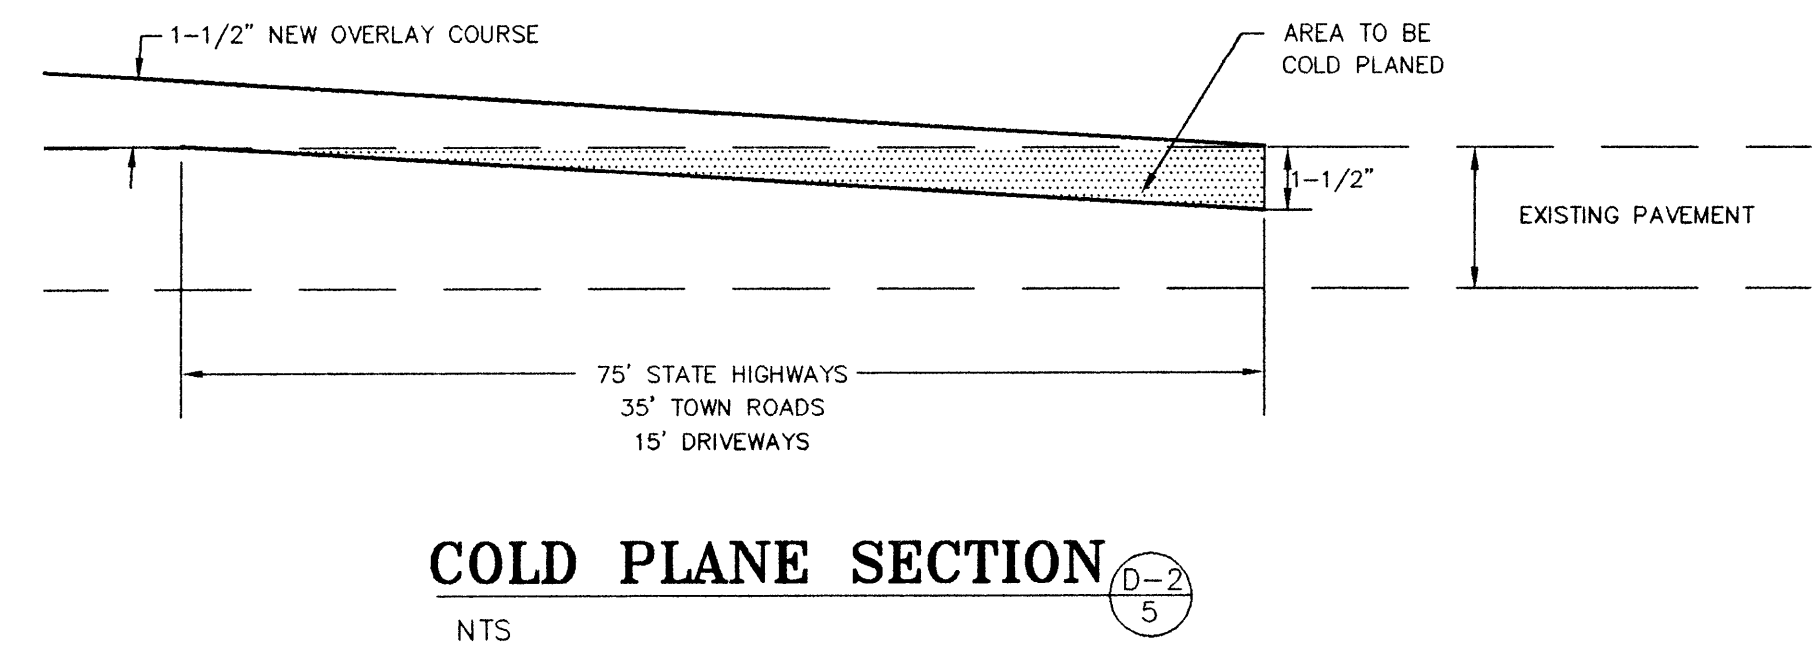 1-1/2" NEW OVERLAY COURSE
AREA TO BE
COLD PLANED
1-1/2"
EXISTING PAVEMENT
75' STATE HIGHWAYS
35' TOWN ROADS
15' DRIVEWAYS
COLD PLANE SECTION
D-2
5
NTS